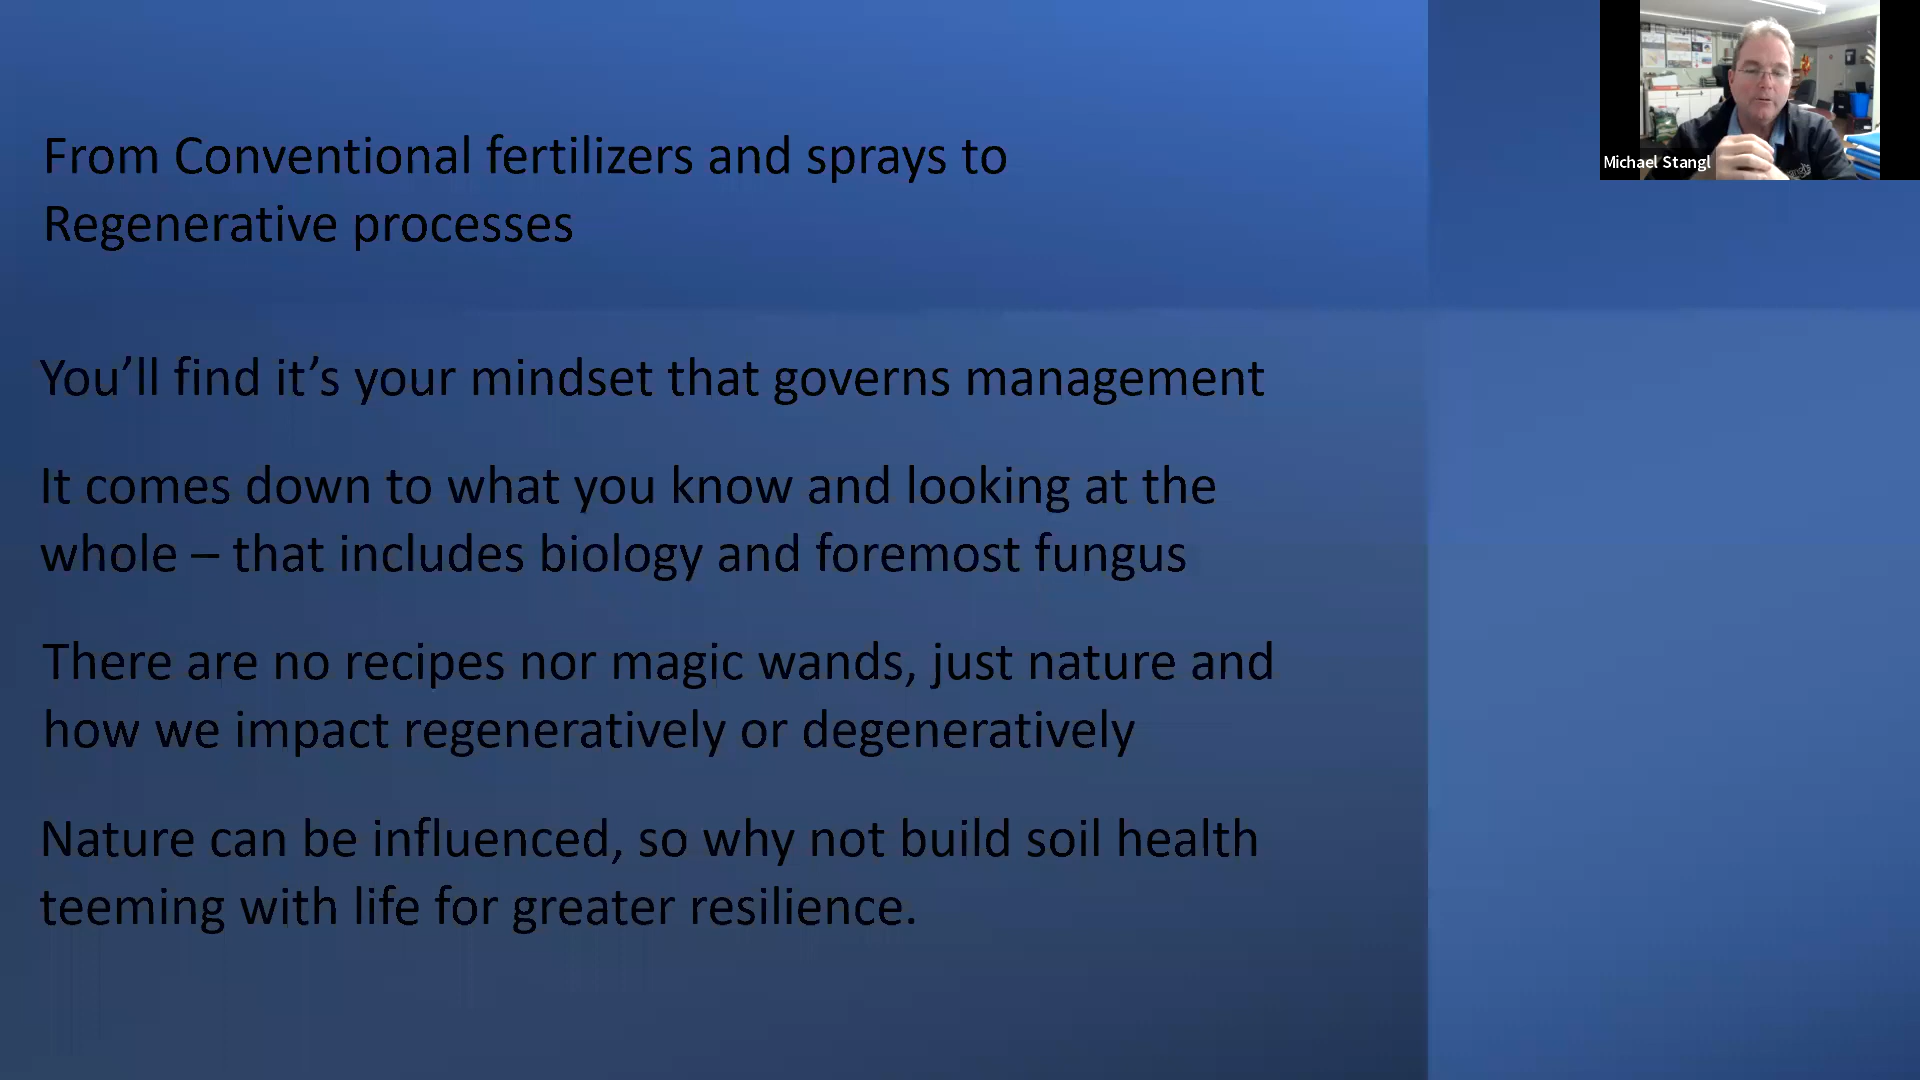 From Conventional fertilizers and sprays to
Regenerative processes
You’ll find it’s your mindset that governs management
It comes down to what you know and looking at the
whole – that includes biology and foremost fungus
There are no recipes nor magic wands, just nature and
how we impact regeneratively or degeneratively
Nature can be influenced, so why not build soil health
teeming with life for greater resilience.
Michael Stangl